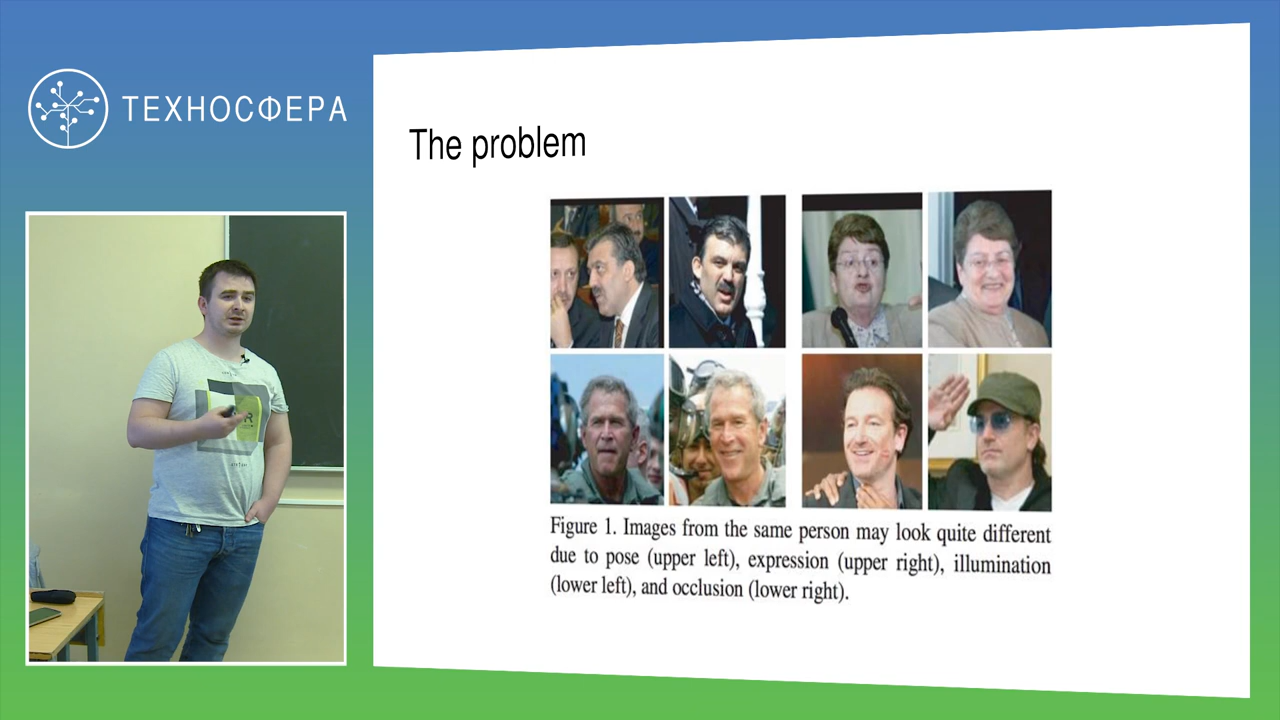 ТЕХНОСФЕРА
The problem
Figure 1. Images from the same person may look quite different
due to pose (upper left), expression (upper right), illumination
(lower left), and occlusion (lower right).